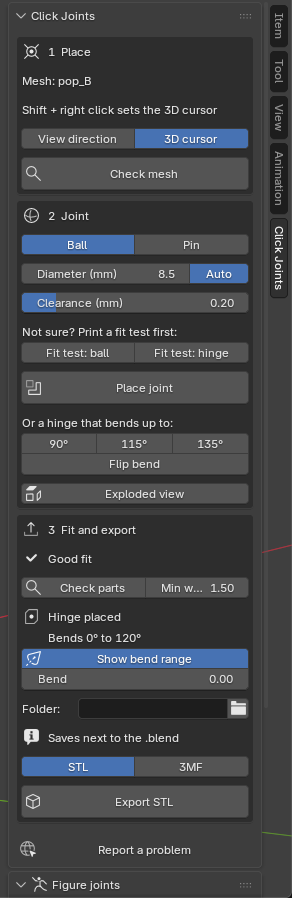 Click Joints
1 Place
Mesh: pop_B
Shift + right click sets the 3D cursor
View direction 3D cursor
Check mesh
2 Joint
Ball Pin
Diameter (mm) 8.5 Auto
Clearance (mm) 0.20
Not sure? Print a fit test first:
Fit test: ball Fit test: hinge
Place joint
Or a hinge that bends up to:
90° 115° 135°
Flip bend
Exploded view
3 Fit and export
Good fit
Check parts Min w... 1.50
Hinge placed
Bends 0° to 120°
Show bend range
Bend 0.00
Folder:
Saves next to the .blend
STL 3MF
Export STL
Report a problem
Figure joints
Item
Tool
View
Animation
Click Joints